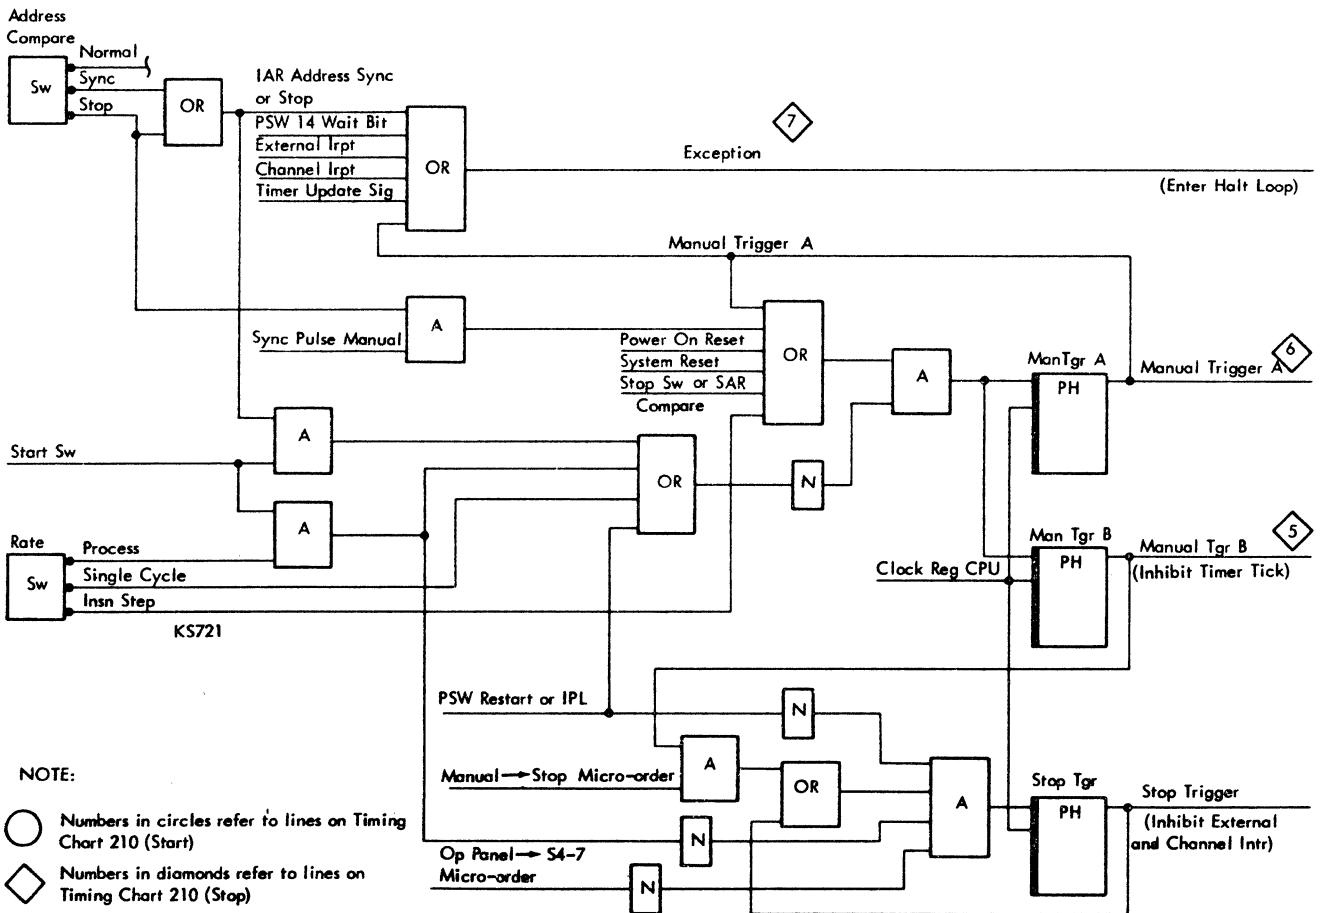 Address
Compare
Normal
Sw
Sync
Stop
OR
IAR Address Sync
or Stop
PSW 14 Wait Bit
External Irpt
Channel Irpt
Timer Update Sig
OR
7
Exception
(Enter Halt Loop)
Manual Trigger A
A
Sync Pulse Manual
Power On Reset
System Reset
Stop Sw or SAR
Compare
OR
A
Man Tgr A
PH
Manual Trigger A
6
Start Sw
A
A
OR
N
Rate
Sw
Process
Single Cycle
Insn Step
KS721
Clock Reg CPU
Man Tgr B
PH
Manual Tgr B
(Inhibit Timer Tick)
5
PSW Restart or IPL
N
Manual→Stop Micro-order
A
OR
A
Stop Tgr
PH
Stop Trigger
(Inhibit External
and Channel Intr)
N
Op Panel→ S4-7
Micro-order
N
NOTE:
Numbers in circles refer to lines on Timing
Chart 210 (Start)
Numbers in diamonds refer to lines on
Timing Chart 210 (Stop)